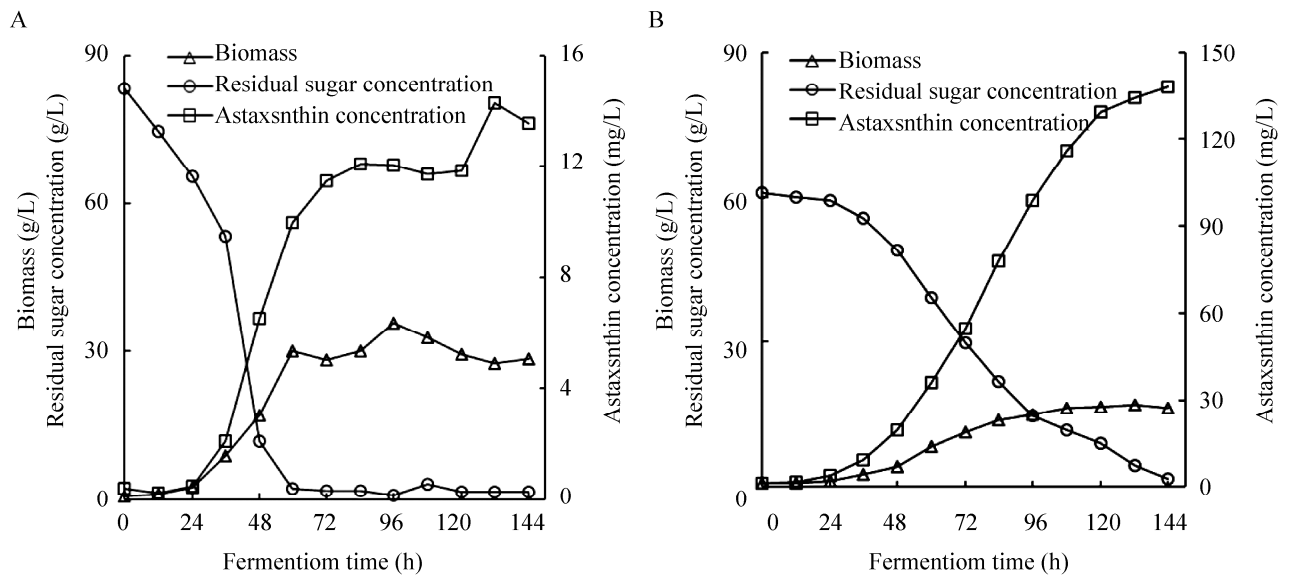 A
90
60
30
0
Biomass (g/L)
Residual sugar concentration (g/L)
Biomass
Residual sugar concentration
Astaxsnthin concentration
16
12
8
4
0
Astaxsnthin concentration (mg/L)
0 24 48 72 96 120 144
Fermentiom time (h)
B
90
60
30
0
Biomass (g/L)
Residual sugar concentration (g/L)
Biomass
Residual sugar concentration
Astaxsnthin concentration
150
120
90
60
30
0
Astaxsnthin concentration (mg/L)
0 24 48 72 96 120 144
Fermentiom time (h)